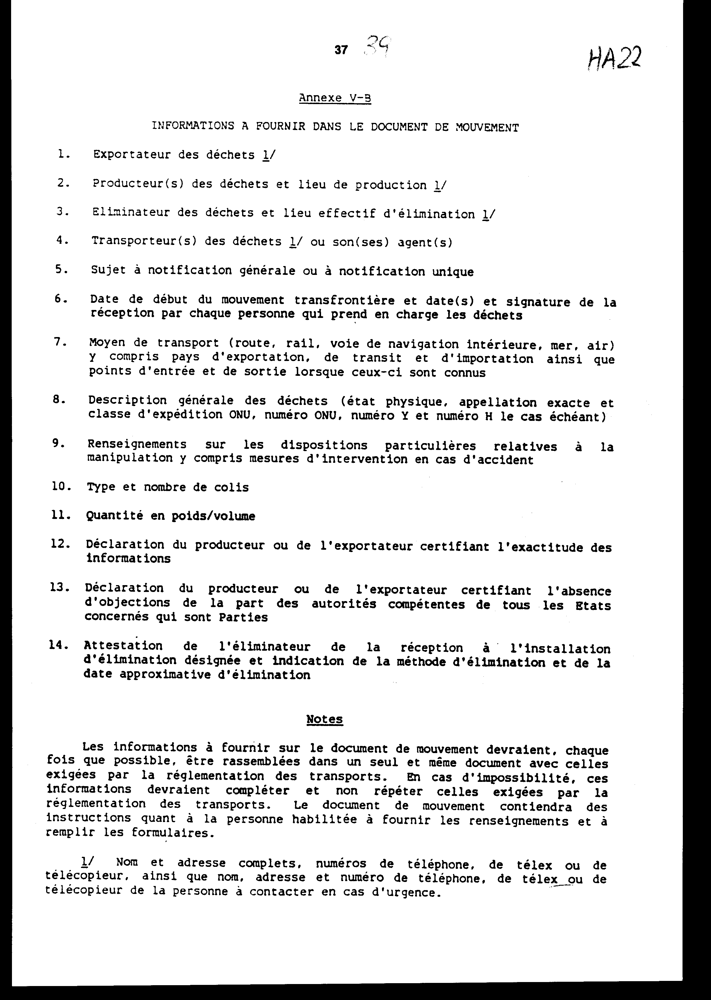 37 39
HA22
Annexe V-B
INFORMATIONS A FOURNIR DANS LE DOCUMENT DE MOUVEMENT
1. Exportateur des déchets 1/
2. Producteur(s) des déchets et lieu de production 1/
3. Eliminateur des déchets et lieu effectif d'élimination 1/
4. Transporteur(s) des déchets 1/ ou son(ses) agent(s)
5. Sujet à notification générale ou à notification unique
6. Date de début du mouvement transfrontière et date(s) et signature de la
réception par chaque personne qui prend en charge les déchets
7. Moyen de transport (route, rail, voie de navigation intérieure, mer, air)
y compris pays d'exportation, de transit et d'importation ainsi que
points d'entrée et de sortie lorsque ceux-ci sont connus
8. Description générale des déchets (état physique, appellation exacte et
classe d'expédition ONU, numéro ONU, numéro Y et numéro H le cas échéant)
9. Renseignements sur les dispositions particulières relatives à la
manipulation y compris mesures d'intervention en cas d'accident
10. Type et nombre de colis
11. Quantité en poids/volume
12. Déclaration du producteur ou de l'exportateur certifiant l'exactitude des
informations
13. Déclaration du producteur ou de l'exportateur certifiant l'absence
d'objections de la part des autorités compétentes de tous les Etats
concernés qui sont Parties
14. Attestation de l'éliminateur de la réception à l'installation
d'élimination désignée et indication de la méthode d'élimination et de la
date approximative d'élimination
Notes
Les informations à fournir sur le document de mouvement devraient, chaque
fois que possible, être rassemblées dans un seul et même document avec celles
exigées par la réglementation des transports. En cas d'impossibilité, ces
informations devraient compléter et non répéter celles exigées par la
réglementation des transports. Le document de mouvement contiendra des
instructions quant à la personne habilitée à fournir les renseignements et à
remplir les formulaires.
1/ Nom et adresse complets, numéros de téléphone, de télex ou de
télécopieur, ainsi que nom, adresse et numéro de téléphone, de télex ou de
télécopieur de la personne à contacter en cas d'urgence.